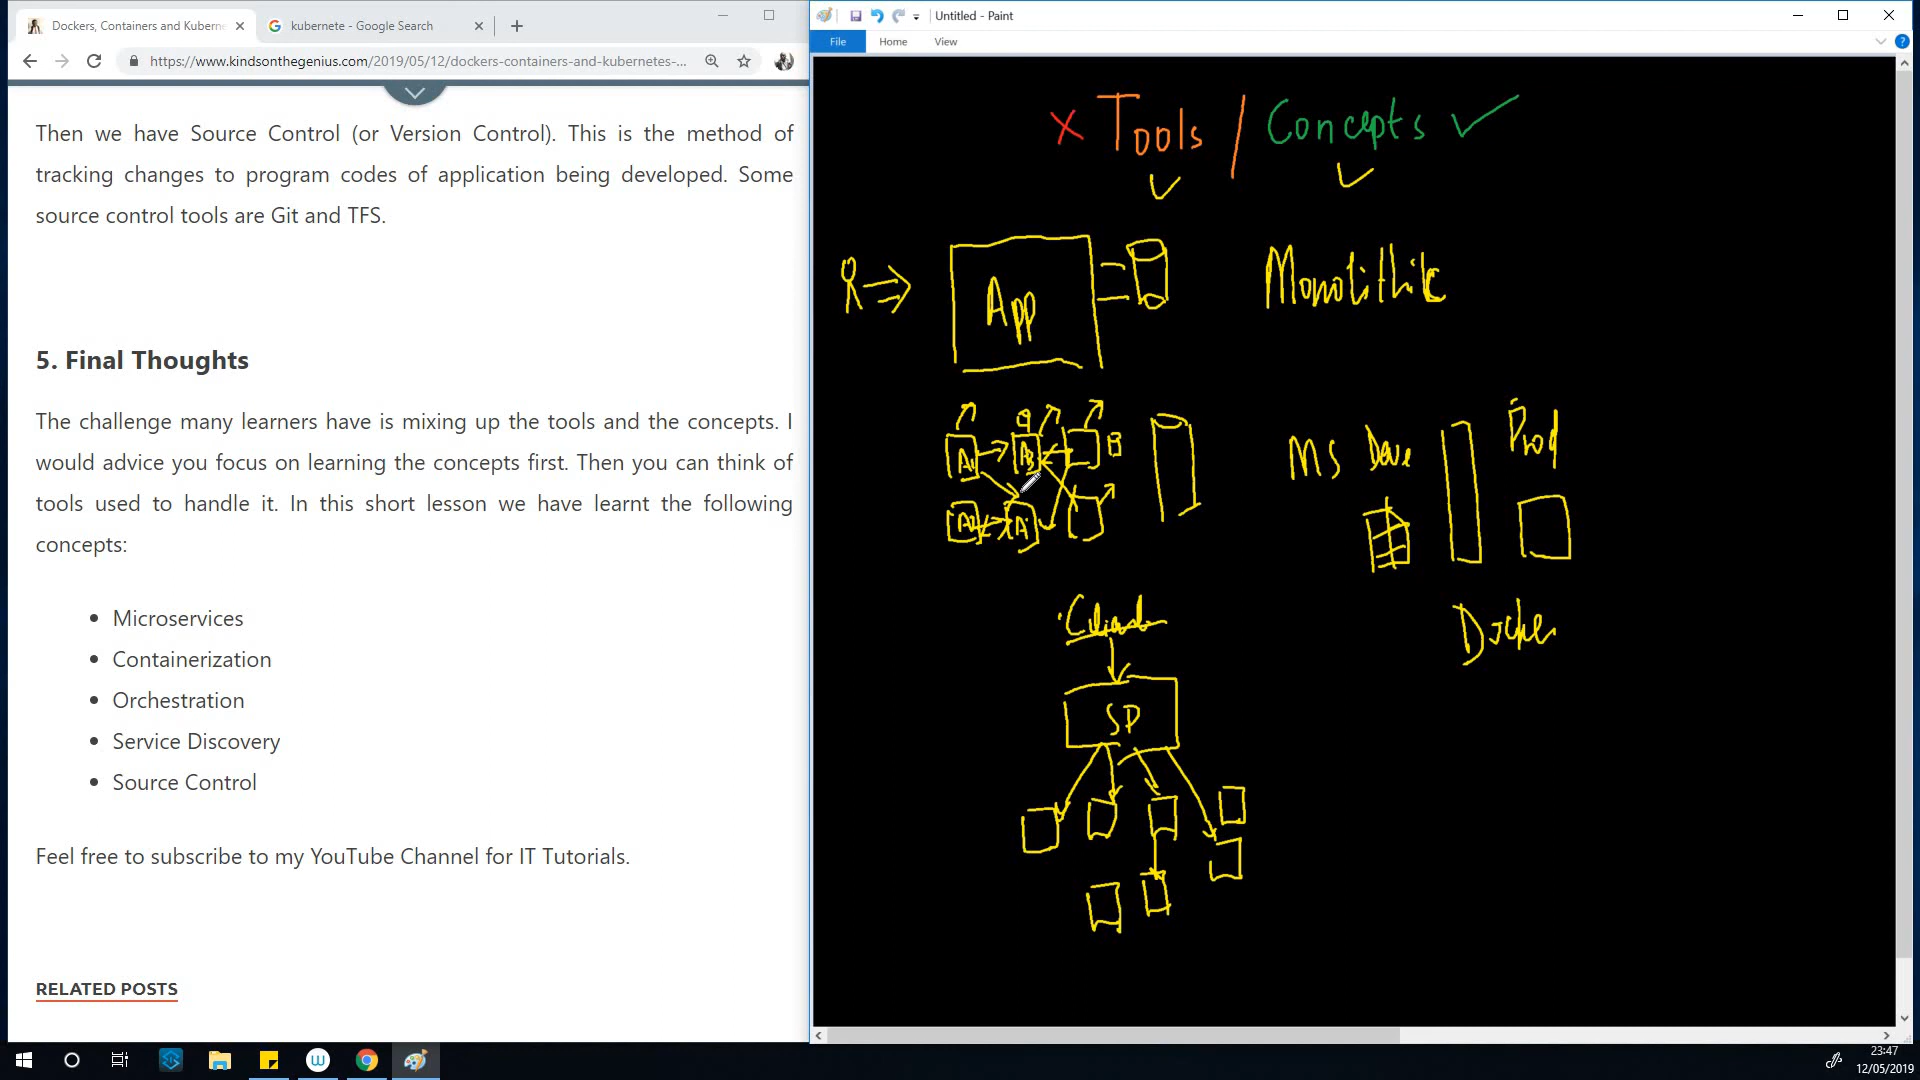 Dockers, Containers and Kuberne
kubernete - Google Search
https://www.kindsonthegenius.com/2019/05/12/dockers-containers-and-kubernetes-...
Then we have Source Control (or Version Control). This is the method of
tracking changes to program codes of application being developed. Some
source control tools are Git and TFS.
5. Final Thoughts
The challenge many learners have is mixing up the tools and the concepts. I
would advice you focus on learning the concepts first. Then you can think of
tools used to handle it. In this short lesson we have learnt the following
concepts:
• Microservices
• Containerization
• Orchestration
• Service Discovery
• Source Control
Feel free to subscribe to my YouTube Channel for IT Tutorials.
RELATED POSTS
Untitled - Paint
File Home View
X Tools / Concepts ✓
App
Monolithic
MS Prod
Docker
SP
23:47
12/05/2019